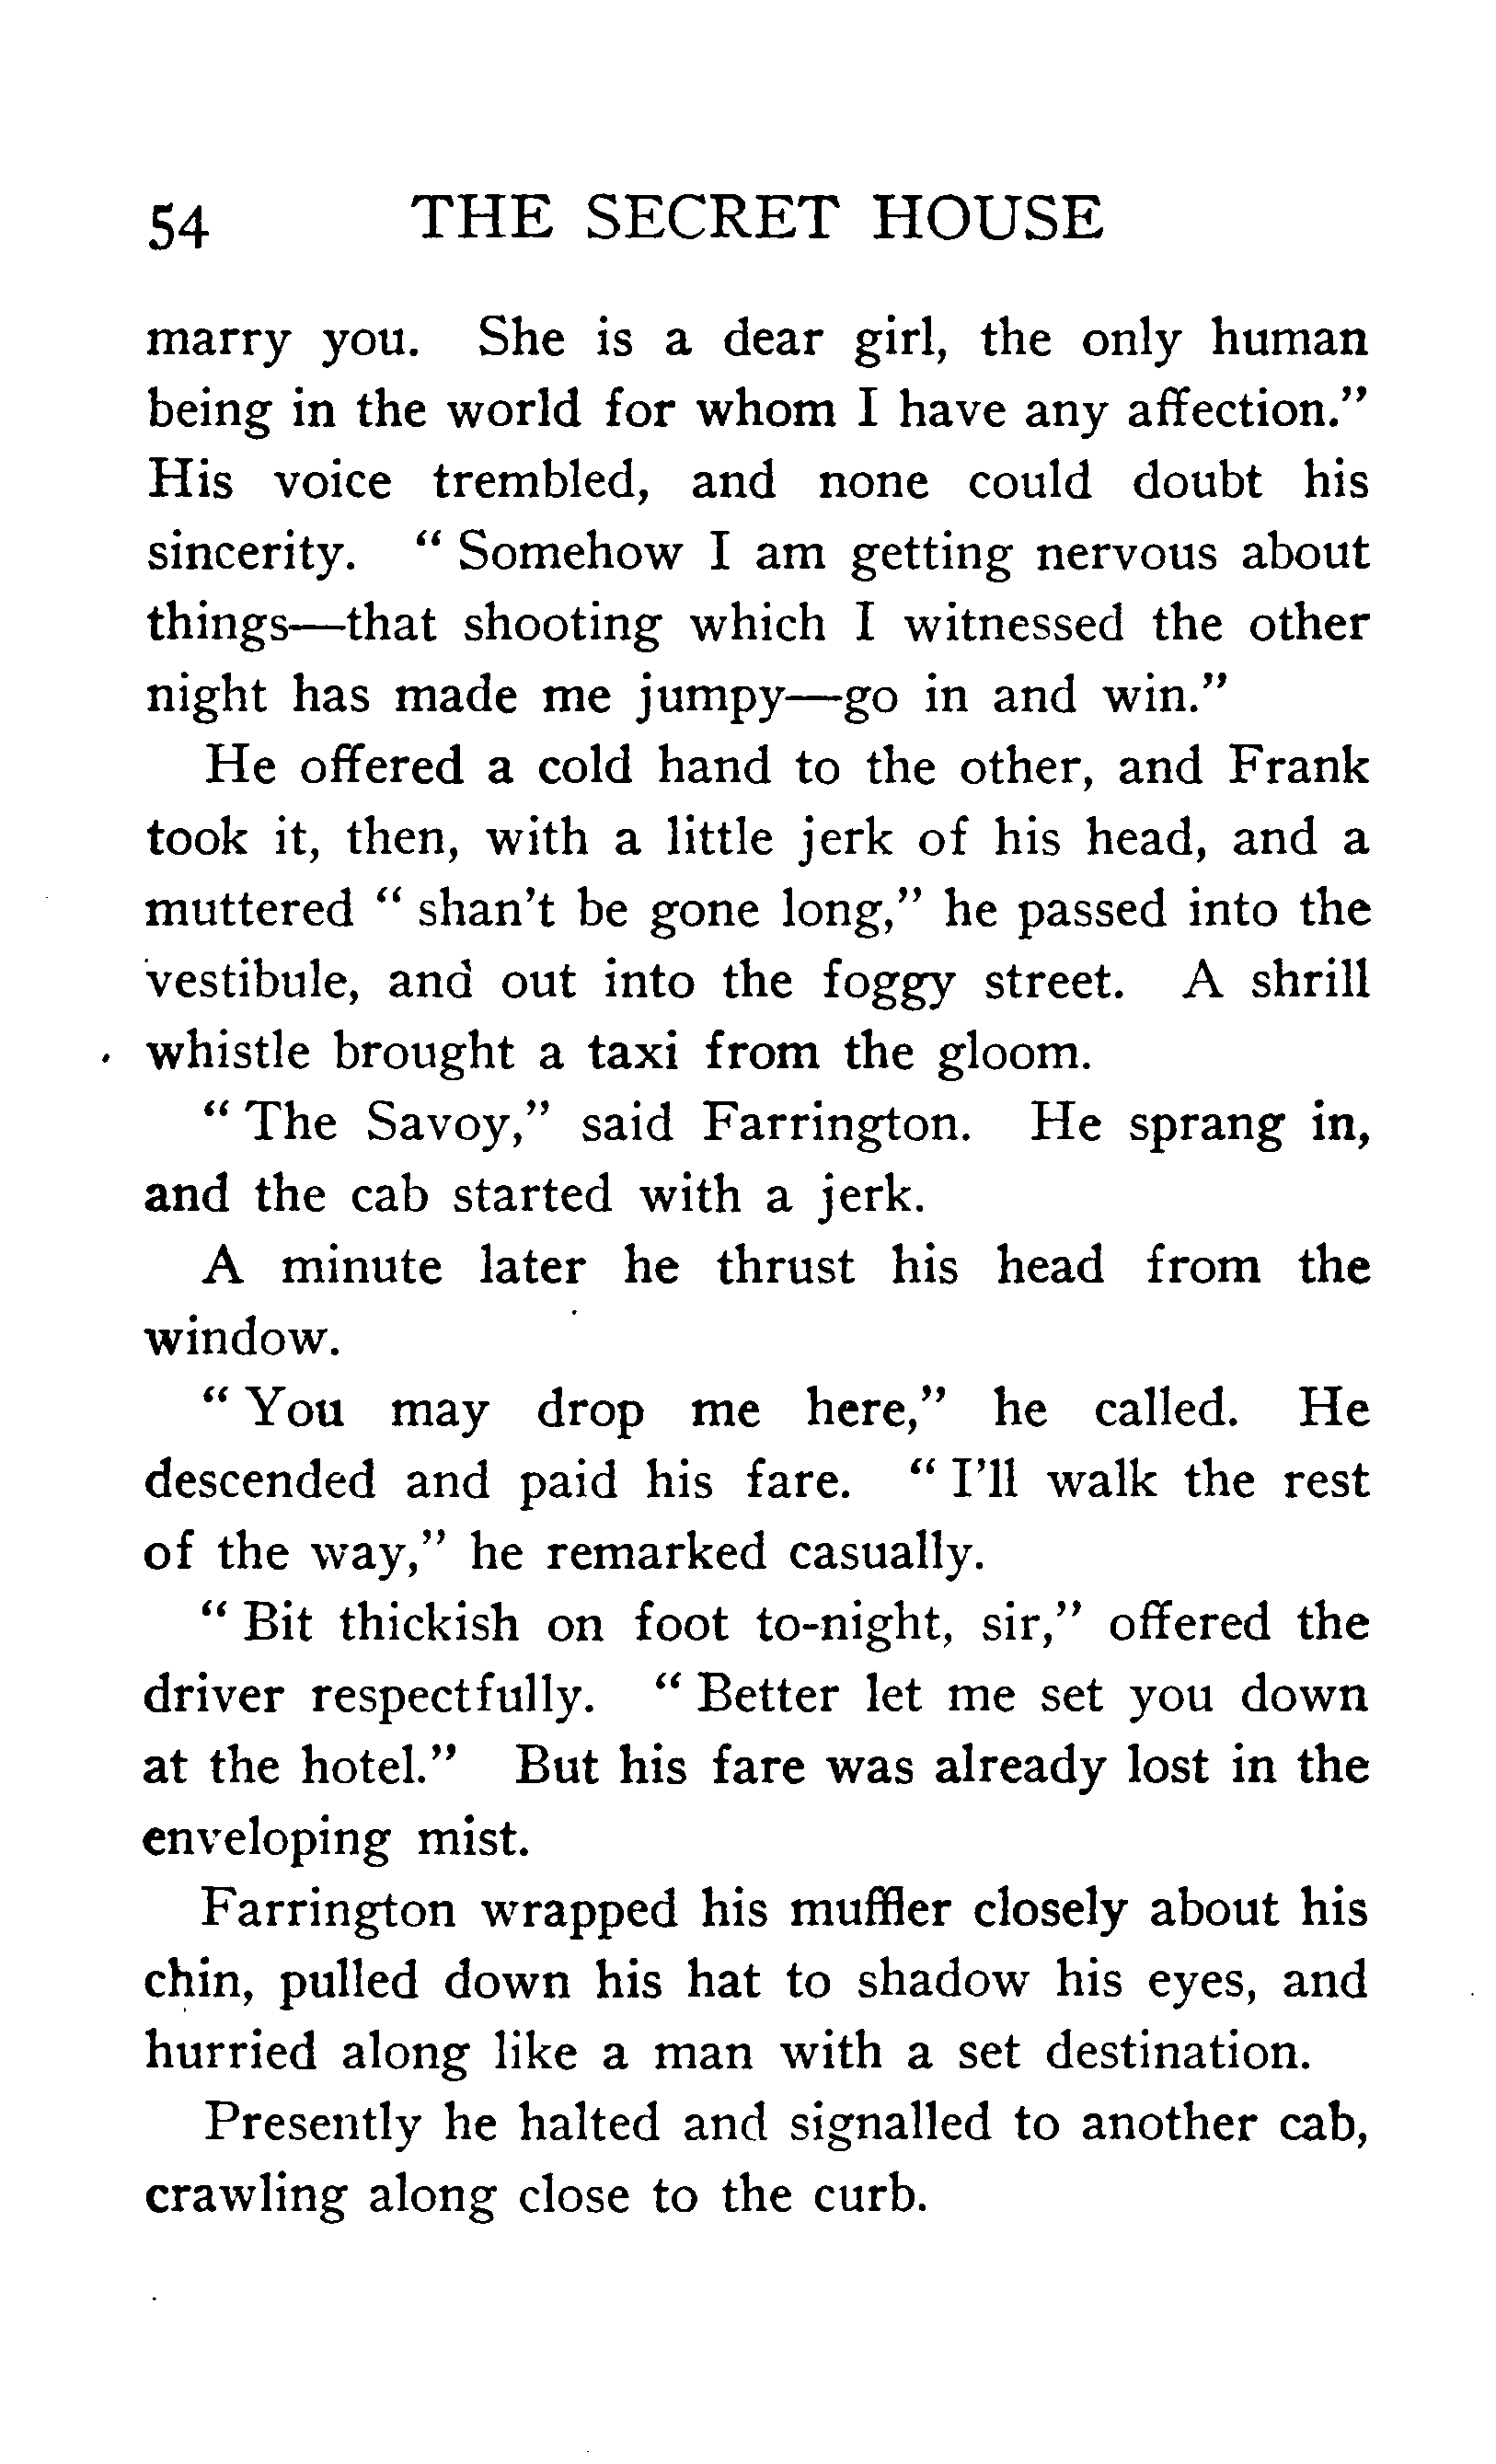 54 THE SECRET HOUSE
marry you. She is a dear girl, the only human
being in the world for whom I have any affection.”
His voice trembled, and none could doubt his
sincerity. “ Somehow I am getting nervous about
things—that shooting which I witnessed the other
night has made me jumpy—go in and win.”
He offered a cold hand to the other, and Frank
took it, then, with a little jerk of his head, and a
muttered “ shan’t be gone long,” he passed into the
vestibule, and out into the foggy street. A shrill
whistle brought a taxi from the gloom.
“ The Savoy,” said Farrington. He sprang in,
and the cab started with a jerk.
A minute later he thrust his head from the
window.
“ You may drop me here,” he called. He
descended and paid his fare. “ I’ll walk the rest
of the way,” he remarked casually.
“ Bit thickish on foot to-night, sir,” offered the
driver respectfully. “ Better let me set you down
at the hotel.” But his fare was already lost in the
enveloping mist.
Farrington wrapped his muffler closely about his
chin, pulled down his hat to shadow his eyes, and
hurried along like a man with a set destination.
Presently he halted and signalled to another cab,
crawling along close to the curb.